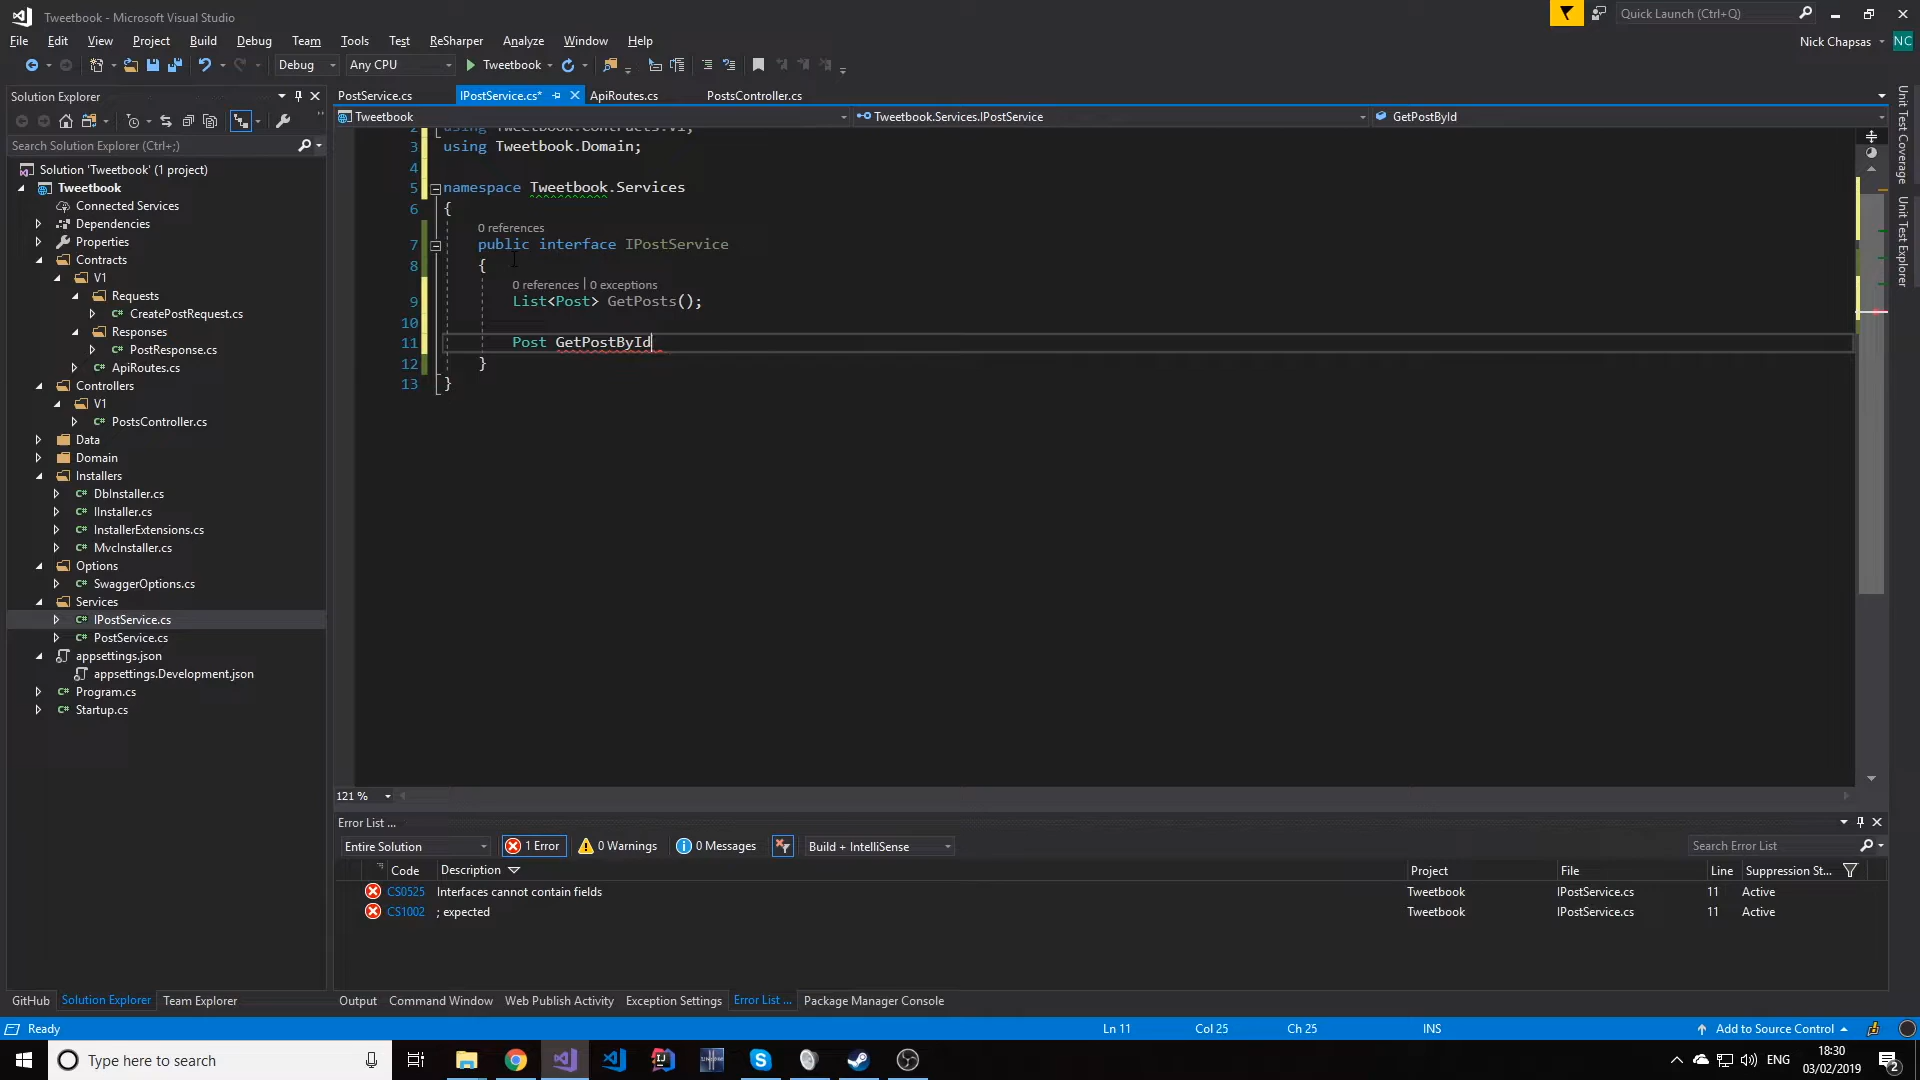 Tweetbook - Microsoft Visual Studio
Quick Launch (Ctrl+Q)
File Edit View Project Build Debug Team Tools Test ReSharper Analyze Window Help
Nick Chapsas NC
Debug Any CPU Tweetbook
Solution Explorer
Search Solution Explorer (Ctrl+;)
Solution 'Tweetbook' (1 project)
Tweetbook
Connected Services
Dependencies
Properties
Contracts
V1
Requests
C# CreatePostRequest.cs
Responses
C# PostResponse.cs
C# ApiRoutes.cs
Controllers
V1
C# PostsController.cs
Data
Domain
Installers
C# DbInstaller.cs
C# IInstaller.cs
C# InstallerExtensions.cs
C# MvcInstaller.cs
Options
C# SwaggerOptions.cs
Services
C# IPostService.cs
C# PostService.cs
appsettings.json
appsettings.Development.json
C# Program.cs
C# Startup.cs
GitHub Solution Explorer Team Explorer
PostService.cs IPostService.cs* ApiRoutes.cs PostsController.cs
Tweetbook Tweetbook.Services.IPostService GetPostById
2 using Tweetbook.Contracts.V1;
3 using Tweetbook.Domain;
4
5 namespace Tweetbook.Services
6 {
0 references
7 public interface IPostService
8 {
0 references | 0 exceptions
9 List<Post> GetPosts();
10
11 Post GetPostById
12 }
13 }
121 %
Unit Test Coverage
Unit Test Explorer
Error List ...
Entire Solution 1 Error 0 Warnings 0 Messages Build + IntelliSense Search Error List
Code Description Project File Line Suppression St...
CS0525 Interfaces cannot contain fields Tweetbook IPostService.cs 11 Active
CS1002 ; expected Tweetbook IPostService.cs 11 Active
Output Command Window Web Publish Activity Exception Settings Error List ... Package Manager Console
Ready Ln 11 Col 25 Ch 25 INS Add to Source Control
Type here to search
ENG
18:30
03/02/2019
2